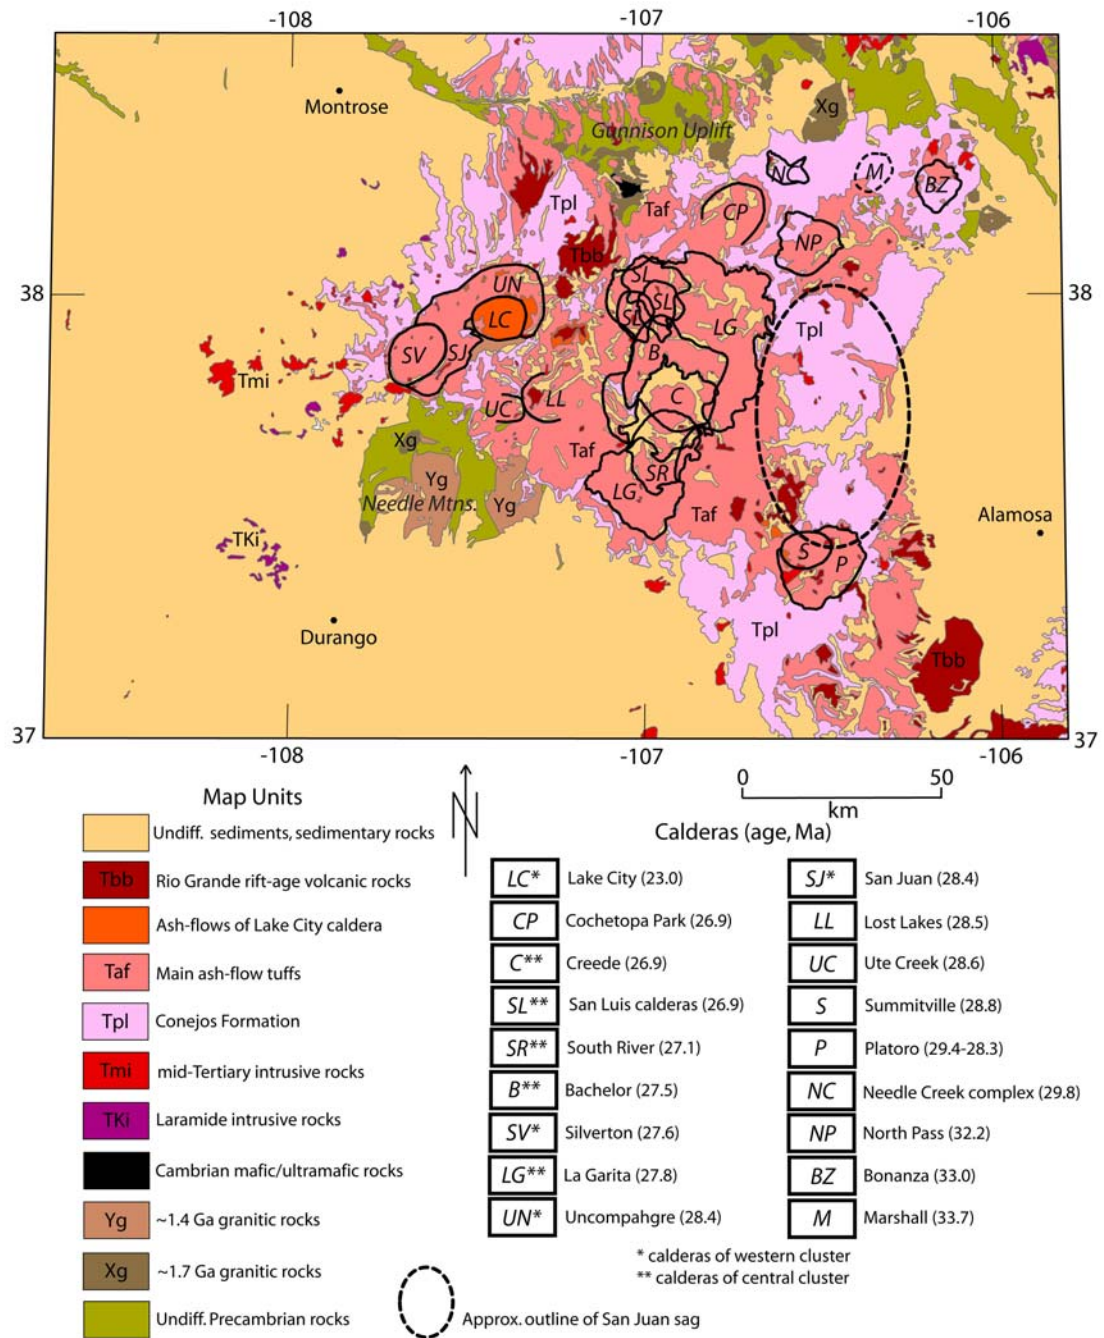 -108 -107 -106
Montrose
Xg
Gunnison Uplift
NC M BZ
Tpl Taf CP
NP
Tbb
38 UN SL 38
LC SL LG Tpl
SL
SV SJ B
Tmi LL C
UC
Xg Taf
Yg SR
Needle Mtns. Yg LG
Taf Alamosa
TKi
S P
Durango Tpl
Tbb
37 37
-108 -107 -106
N
0 50
km
Map Units
Undiff. sediments, sedimentary rocks
Tbb Rio Grande rift-age volcanic rocks
Ash-flows of Lake City caldera
Taf Main ash-flow tuffs
Tpl Conejos Formation
Tmi mid-Tertiary intrusive rocks
TKi Laramide intrusive rocks
Cambrian mafic/ultramafic rocks
Yg ~1.4 Ga granitic rocks
Xg ~1.7 Ga granitic rocks
Undiff. Precambrian rocks
Approx. outline of San Juan sag
Calderas (age, Ma)
LC* Lake City (23.0)
CP Cochetopa Park (26.9)
C** Creede (26.9)
SL** San Luis calderas (26.9)
SR** South River (27.1)
B** Bachelor (27.5)
SV* Silverton (27.6)
LG** La Garita (27.8)
UN* Uncompahgre (28.4)
SJ* San Juan (28.4)
LL Lost Lakes (28.5)
UC Ute Creek (28.6)
S Summitville (28.8)
P Platoro (29.4-28.3)
NC Needle Creek complex (29.8)
NP North Pass (32.2)
BZ Bonanza (33.0)
M Marshall (33.7)
* calderas of western cluster
** calderas of central cluster